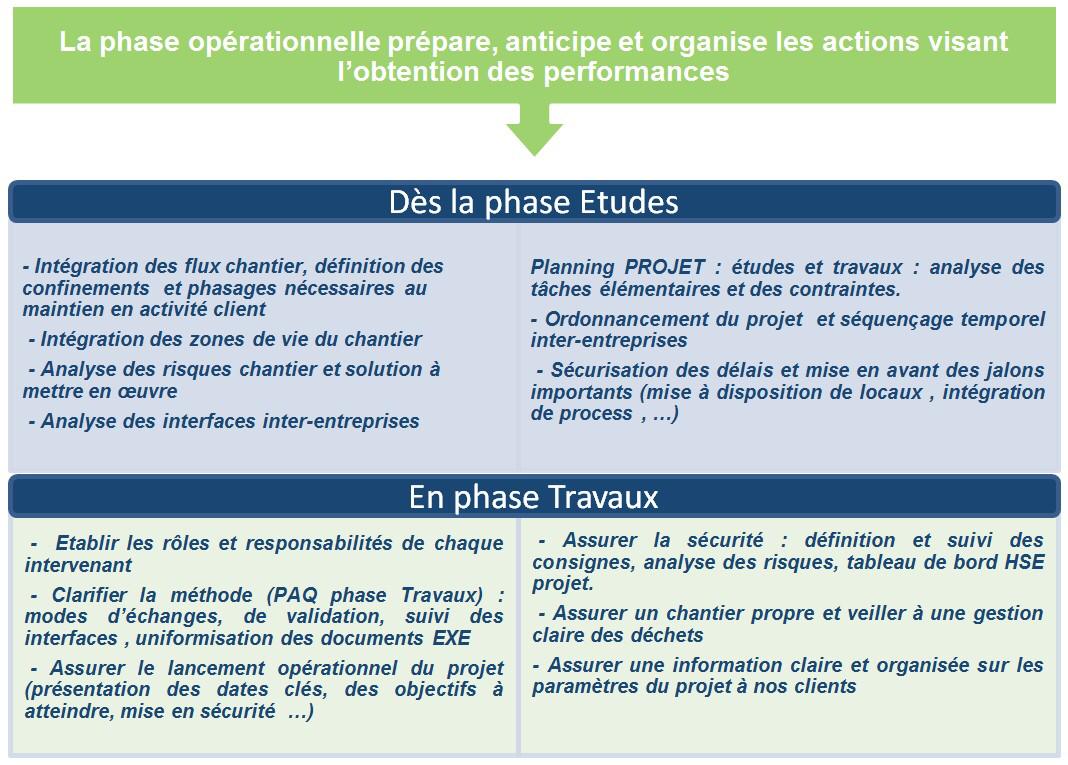 La phase opérationnelle prépare, anticipe et organise les actions visant
l’obtention des performances
Dès la phase Etudes
- Intégration des flux chantier, définition des
confinements et phasages nécessaires au
maintien en activité client
- Intégration des zones de vie du chantier
- Analyse des risques chantier et solution à
mettre en œuvre
- Analyse des interfaces inter-entreprises
Planning PROJET : études et travaux : analyse des
tâches élémentaires et des contraintes.
- Ordonnancement du projet et séquençage temporel
inter-entreprises
- Sécurisation des délais et mise en avant des jalons
importants (mise à disposition de locaux , intégration
de process , …)
En phase Travaux
- Etablir les rôles et responsabilités de chaque
intervenant
- Clarifier la méthode (PAQ phase Travaux) :
modes d’échanges, de validation, suivi des
interfaces , uniformisation des documents EXE
- Assurer le lancement opérationnel du projet
(présentation des dates clés, des objectifs à
atteindre, mise en sécurité …)
- Assurer la sécurité : définition et suivi des
consignes, analyse des risques, tableau de bord HSE
projet.
- Assurer un chantier propre et veiller à une gestion
claire des déchets
- Assurer une information claire et organisée sur les
paramètres du projet à nos clients